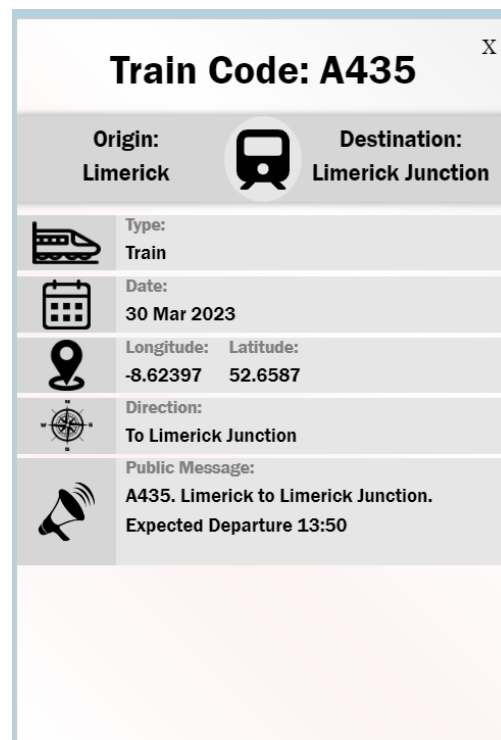 X
Train Code: A435
Origin:
Limerick
Destination:
Limerick Junction
Type:
Train
Date:
30 Mar 2023
Longitude: Latitude:
-8.62397 52.6587
Direction:
To Limerick Junction
N
W E
S
Public Message:
A435. Limerick to Limerick Junction.
Expected Departure 13:50